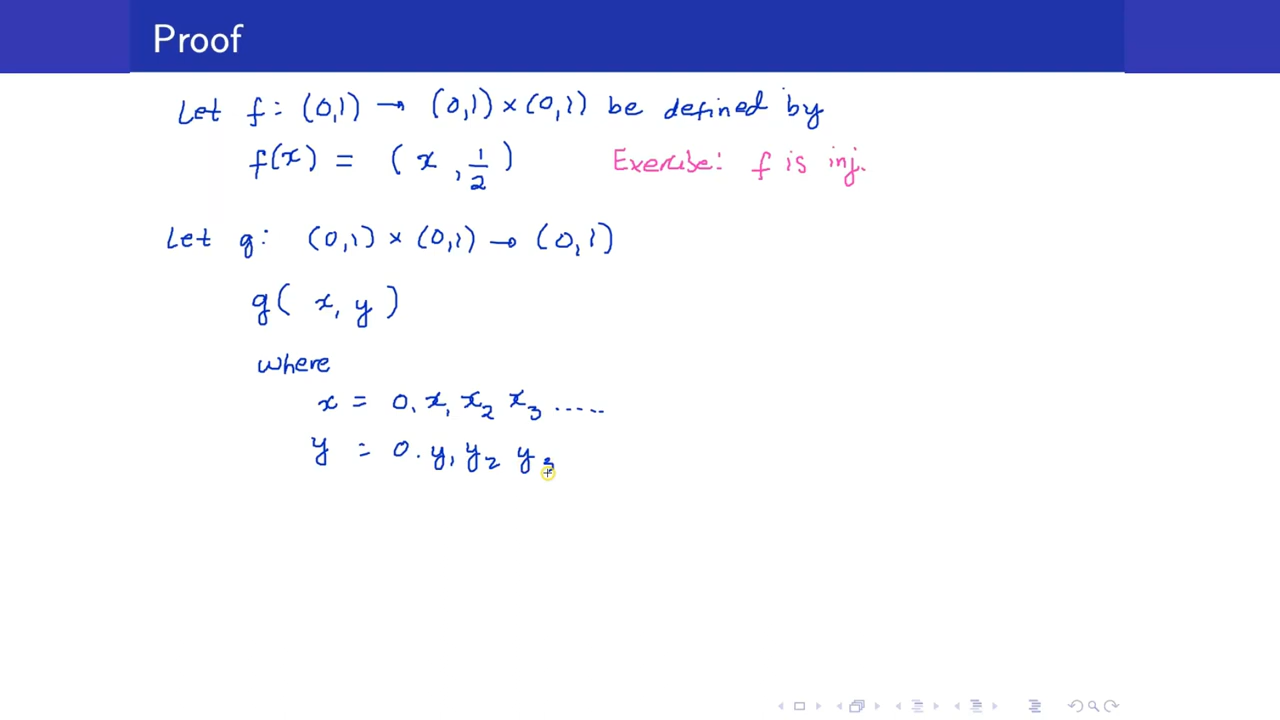 Proof
Let f: (0,1) → (0,1) × (0,1) be defined by
f(x) = (x, 1/2) Exercise: f is inj.
Let g: (0,1) × (0,1) → (0,1)
g(x, y)
where
x = 0.x₁ x₂ x₃ .....
y = 0.y₁ y₂ y₃